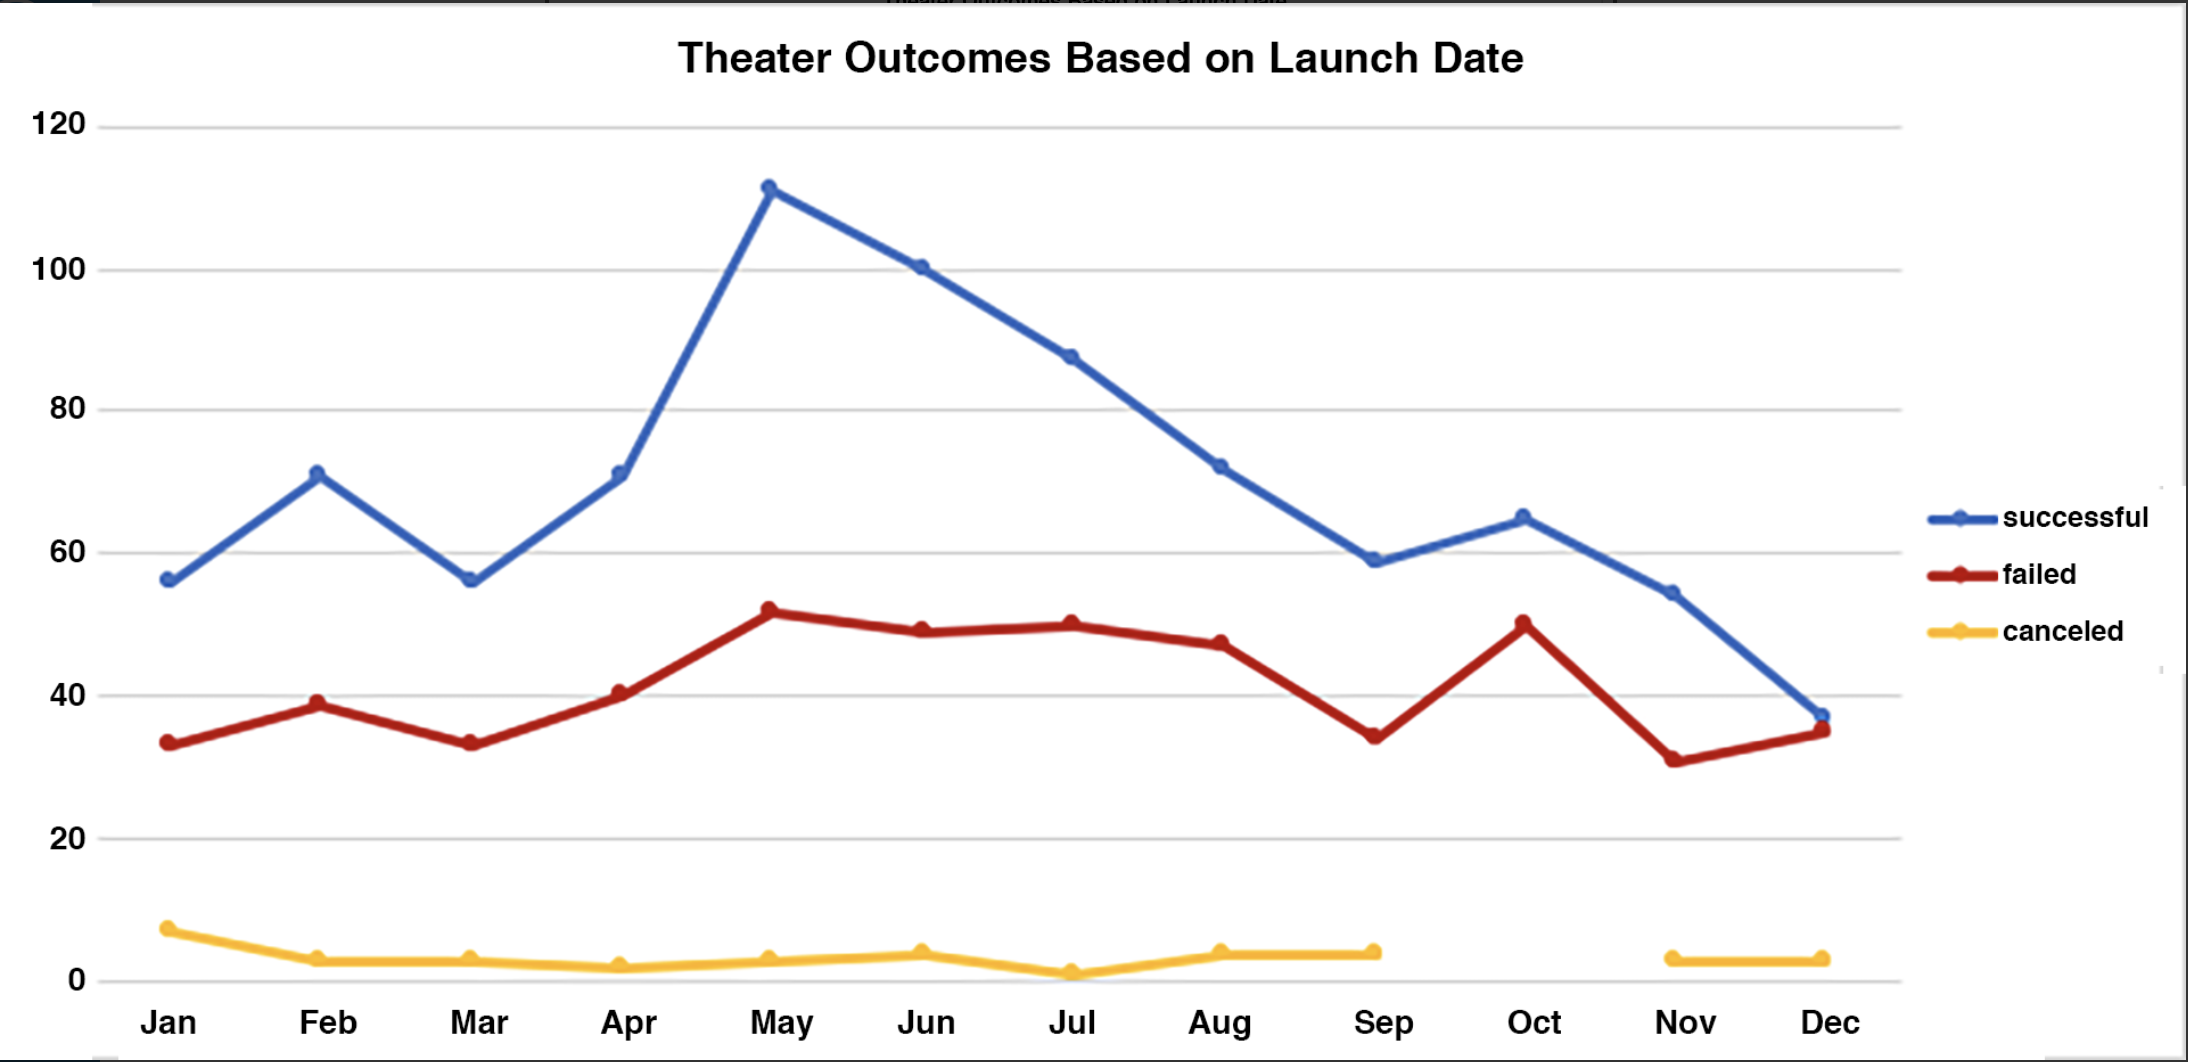 Theater Outcomes Based on Launch Date
120
100
80
60
40
20
0
Jan Feb Mar Apr May Jun Jul Aug Sep Oct Nov Dec
successful
failed
canceled